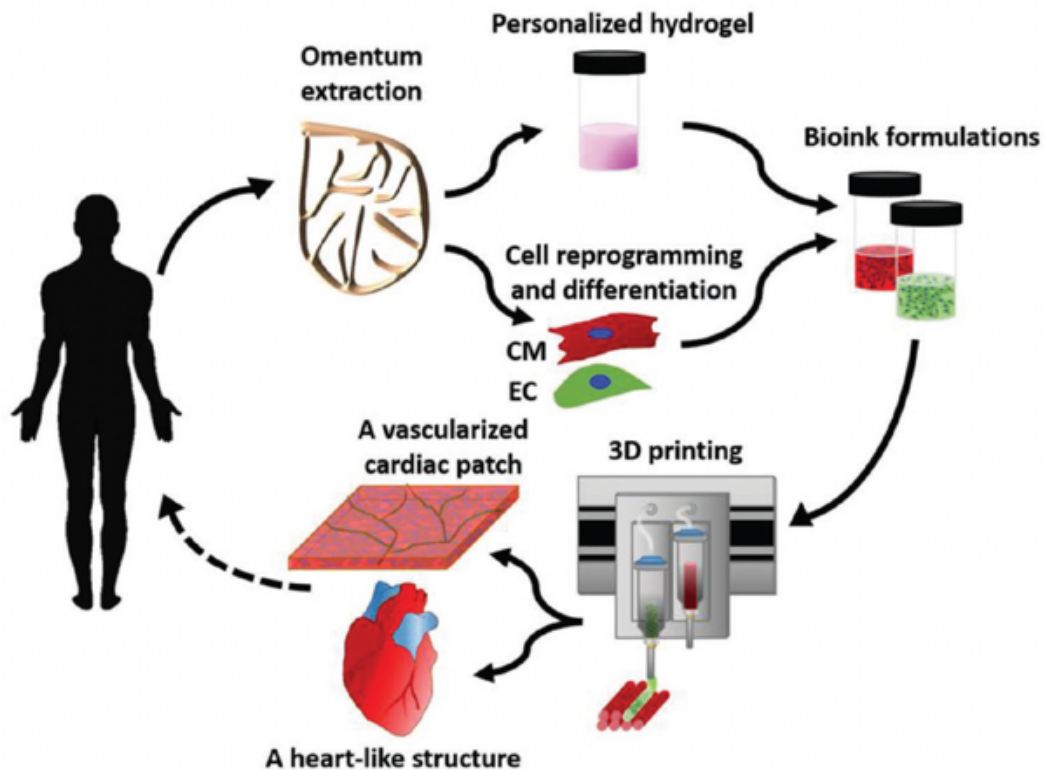 Personalized hydrogel
Omentum
extraction
Bioink formulations
Cell reprogramming
and differentiation
CM
EC
A vascularized
cardiac patch
3D printing
A heart-like structure